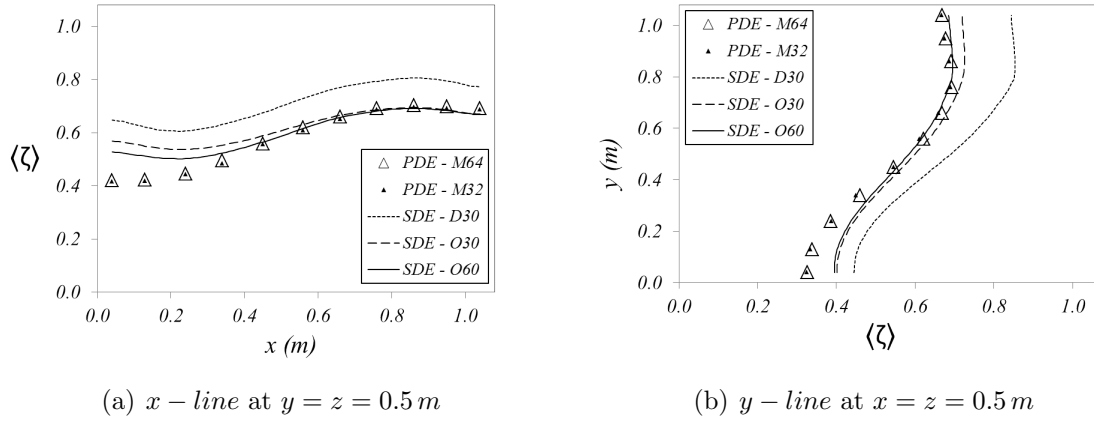 1.0
0.8
0.6
0.4
0.2
0.0
⟨ζ⟩
PDE - M64
PDE - M32
SDE - D30
SDE - O30
SDE - O60
0.0 0.2 0.4 0.6 0.8 1.0
x (m)
(a) x − line at y = z = 0.5 m
1.0
0.8
0.6
0.4
0.2
0.0
y (m)
PDE - M64
PDE - M32
SDE - D30
SDE - O30
SDE - O60
0.0 0.2 0.4 0.6 0.8 1.0
⟨ζ⟩
(b) y − line at x = z = 0.5 m